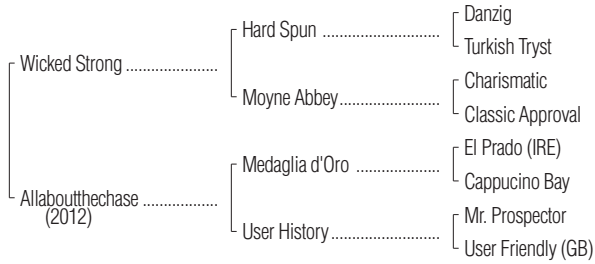 Danzig
Hard Spun ..............................
Turkish Tryst
Wicked Strong .......................
Charismatic
Moyne Abbey..........................
Classic Approval
El Prado (IRE)
Medaglia d'Oro .....................
Cappucino Bay
Allaboutthechase ...................
(2012)
Mr. Prospector
User History............................
User Friendly (GB)